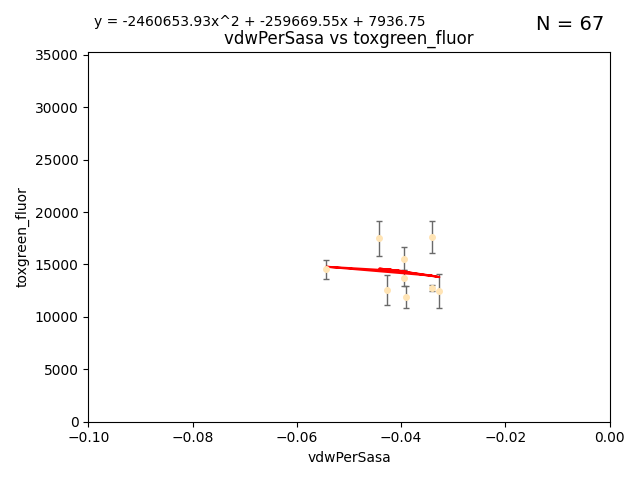 y = -2460653.93x^2 + -259669.55x + 7936.75
N = 67
vdwPerSasa vs toxgreen_fluor
toxgreen_fluor
35000
30000
25000
20000
15000
10000
5000
0
−0.10
−0.08
−0.06
−0.04
−0.02
0.00
vdwPerSasa